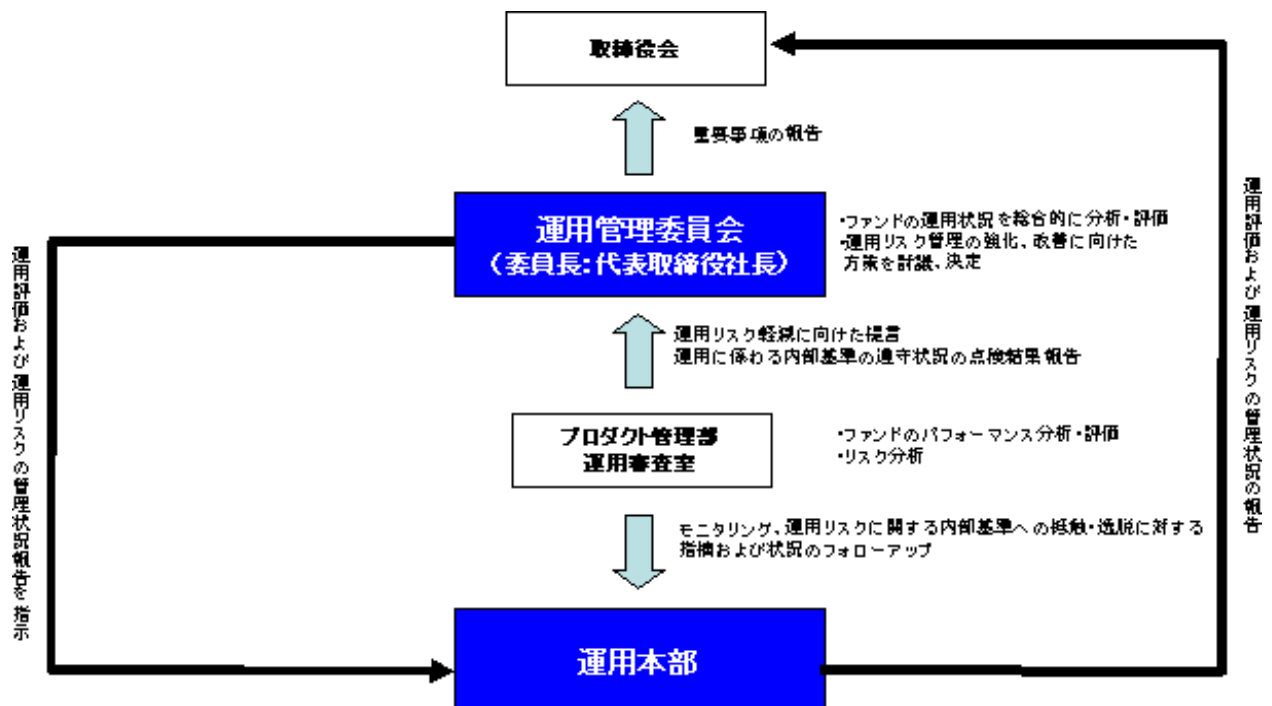 取締役会
重要事項の報告
運用管理委員会
（委員長：代表取締役社長）
・ファンドの運用状況を総合的に分析・評価
・運用リスク管理の強化、改善に向けた
方策を討議、決定
運用リスク軽減に向けた提言
運用に係わる内部基準の遵守状況の点検結果報告
プロダクト管理部
運用審査室
・ファンドのパフォーマンス分析・評価
・リスク分析
モニタリング、運用リスクに関する内部基準への抵触・逸脱に対する
指摘および状況のフォローアップ
運用本部
運用評価および運用リスクの管理状況報告を指示
運用評価および運用リスクの管理状況の報告